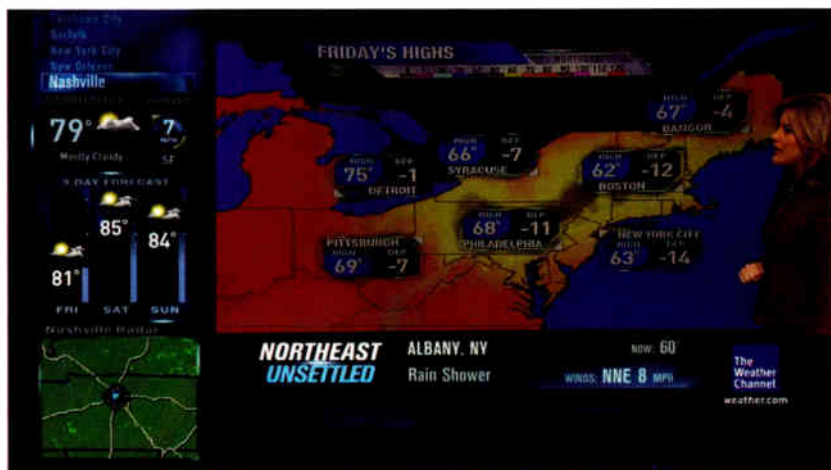 Norfolk
New York City
New Orleans
Nashville
79°
7
MPH
Mostly Cloudy
SE
3 DAY FORECAST
81°
85°
84°
FRI SAT SUN
Nashville Radar
FRIDAY'S HIGHS
HIGH DEP
67° -4
BANGOR
HIGH DEP
66° -7
SYRACUSE
HIGH DEP
75° -1
DETROIT
HIGH DEP
62° -12
BOSTON
HIGH DEP
68° -11
PHILADELPHIA
PITTSBURGH
HIGH DEP
69° -7
NEW YORK CITY
HIGH DEP
63° -14
NORTHEAST
UNSETTLED
ALBANY, NY
NOW: 60°
Rain Shower
WINDS: NNE 8 MPH
The
Weather
Channel
weather.com